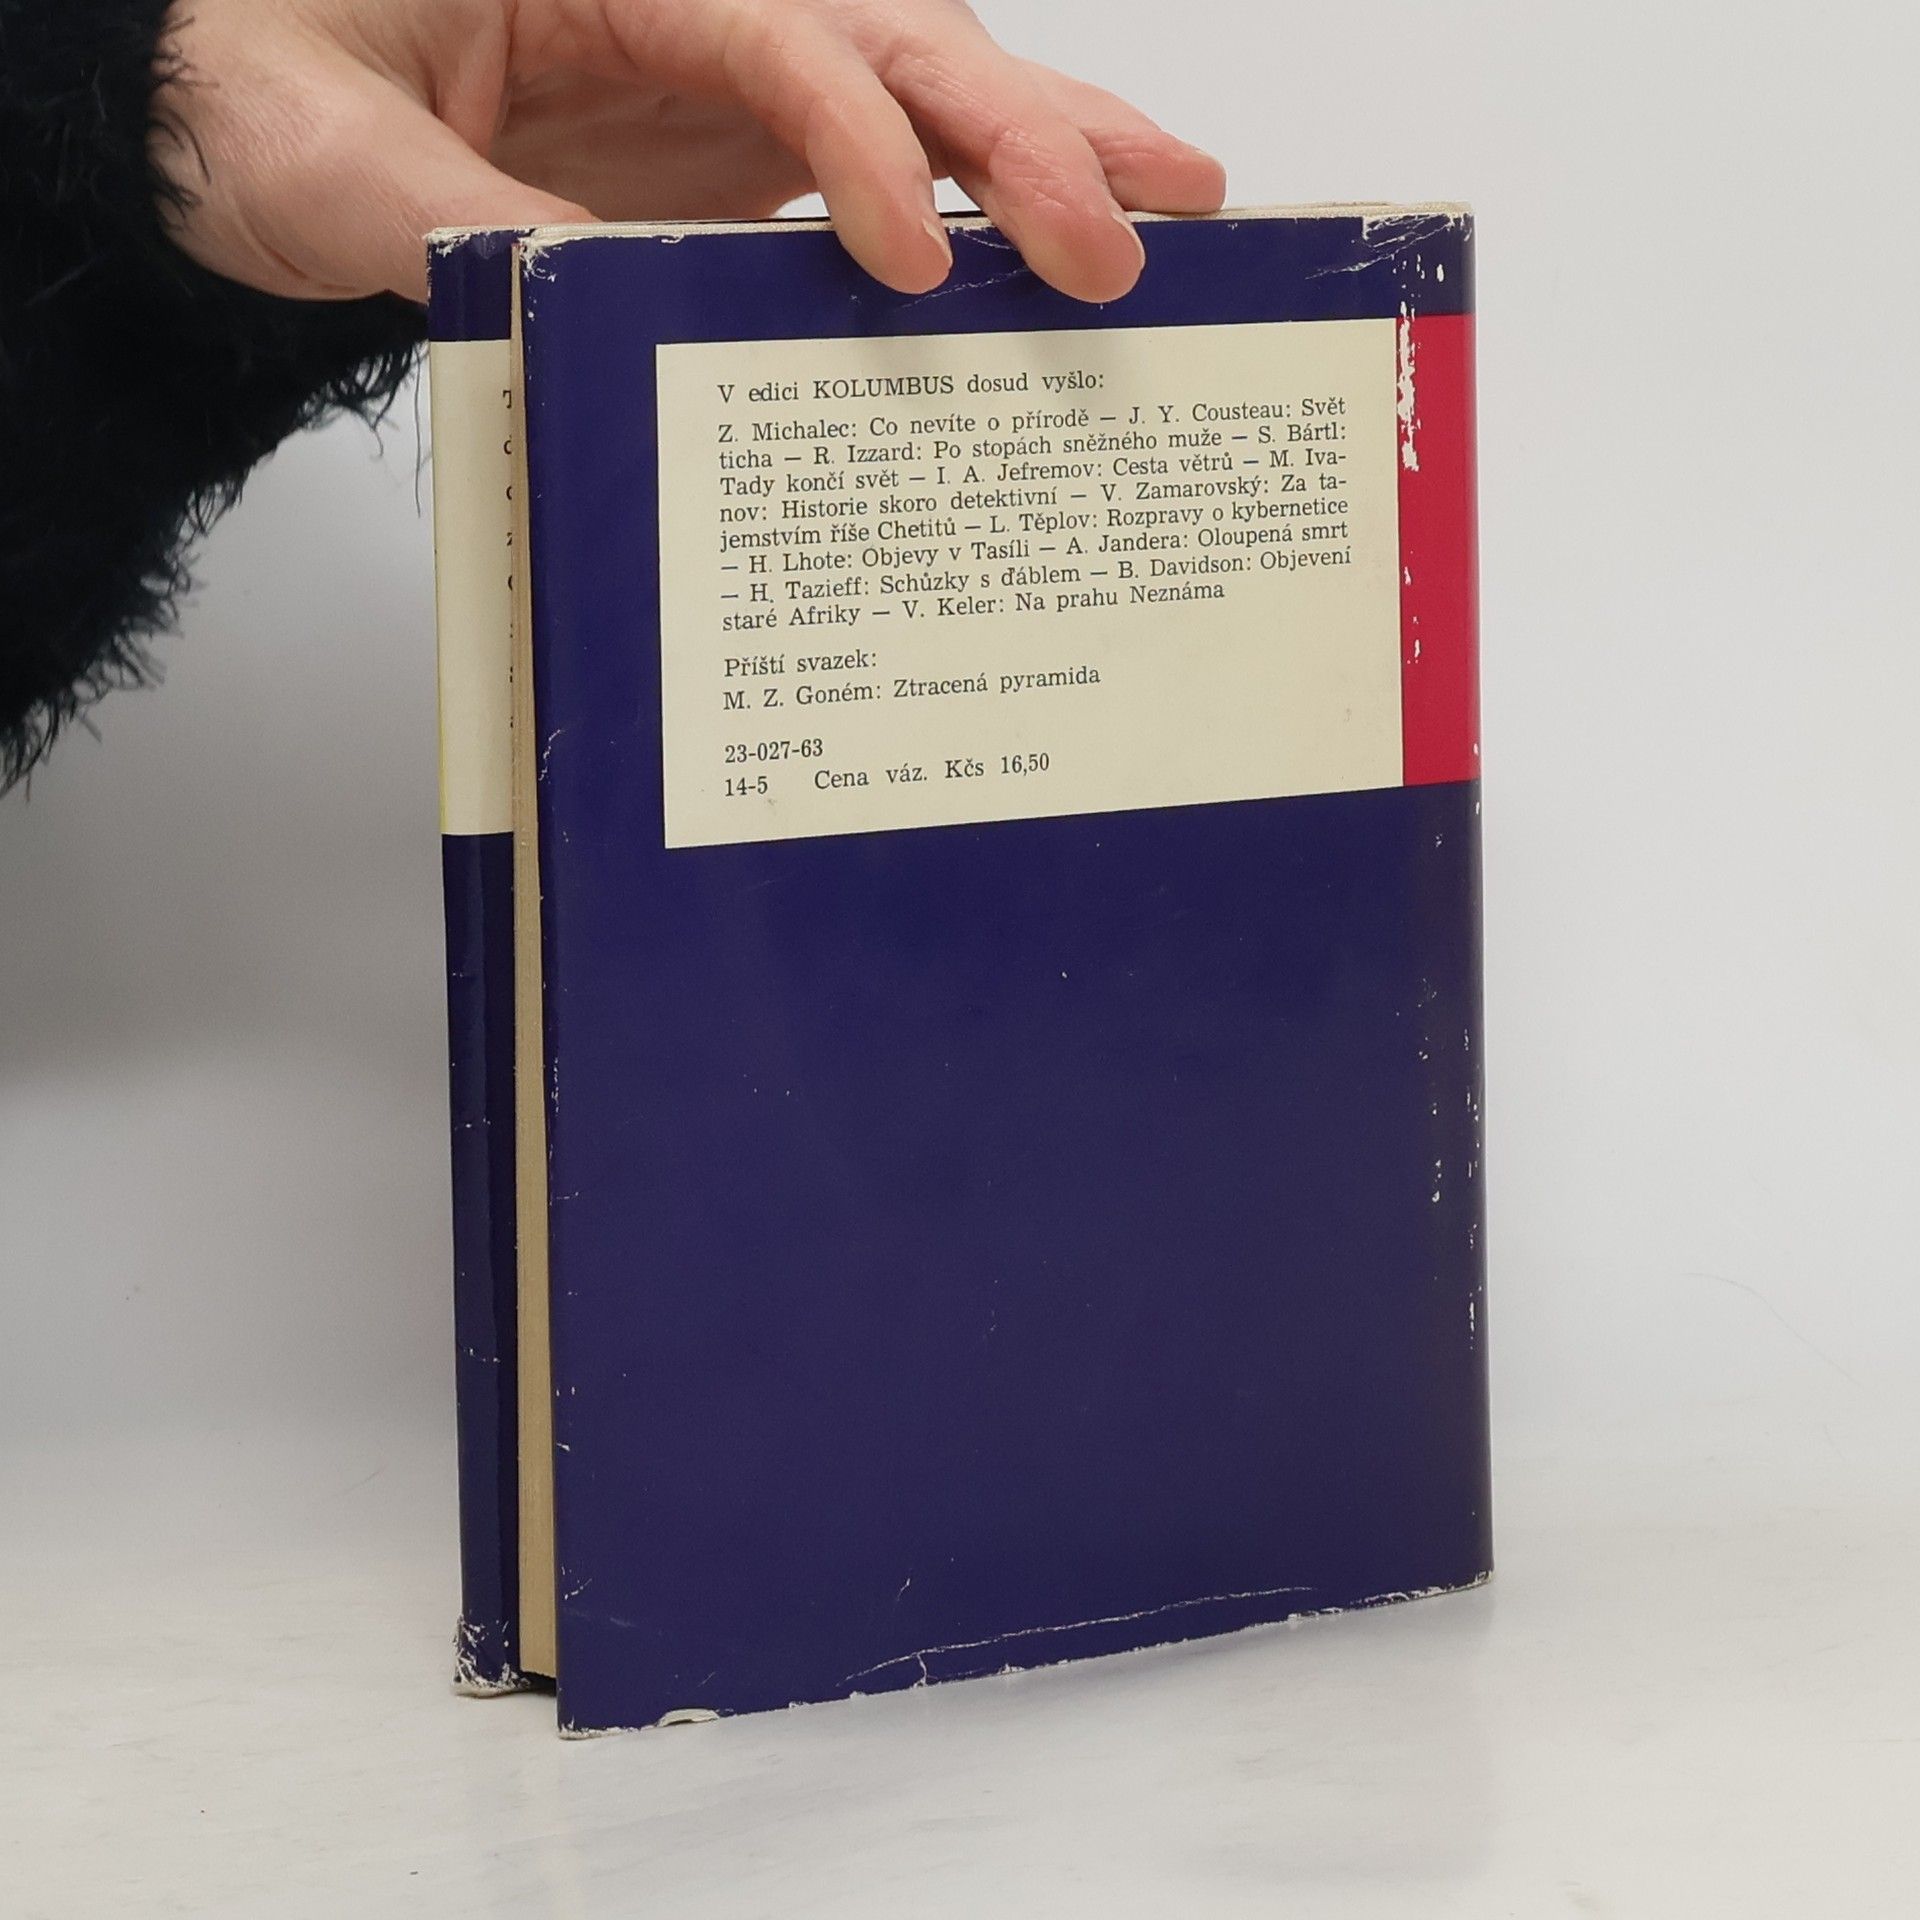 V edici KOLUMBUS dosud vyšlo:
Z. Michalec: Co nevíte o přírodě — J. Y. Cousteau: Svět
ticha — R. Izzard: Po stopách sněžného muže — S. Bártl:
Tady končí svět — I. A. Jefremov: Cesta větrů — M. Iva-
nov: Historie skoro detektivní — V. Zamarovský: Za ta-
jemstvím říše Chetitů — L. Těplov: Rozpravy o kybernetice
— H. Lhote: Objevy v Tasíli — A. Jandera: Oloupená smrt
— H. Tazieff: Schůzky s ďáblem — B. Davidson: Objevení
staré Afriky — V. Keler: Na prahu Neznáma
Příští svazek:
M. Z. Goném: Ztracená pyramida
23-027-63
14-5 Cena váz. Kčs 16,50